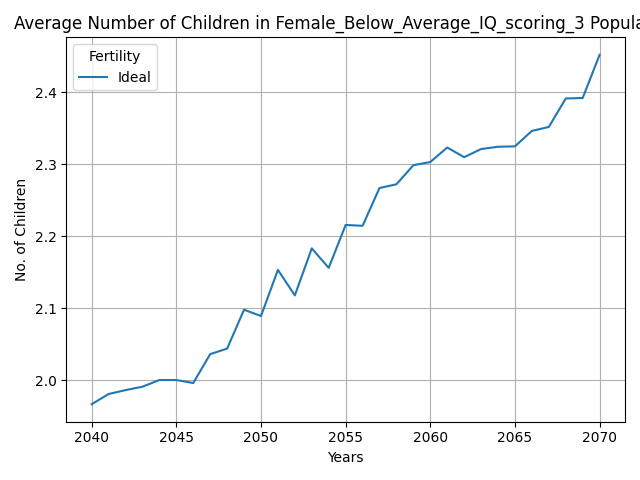 Average Number of Children in Female_Below_Average_IQ_scoring_3 Popula
Fertility
Ideal
No. of Children
2.4
2.3
2.2
2.1
2.0
2040 2045 2050 2055 2060 2065 2070
Years